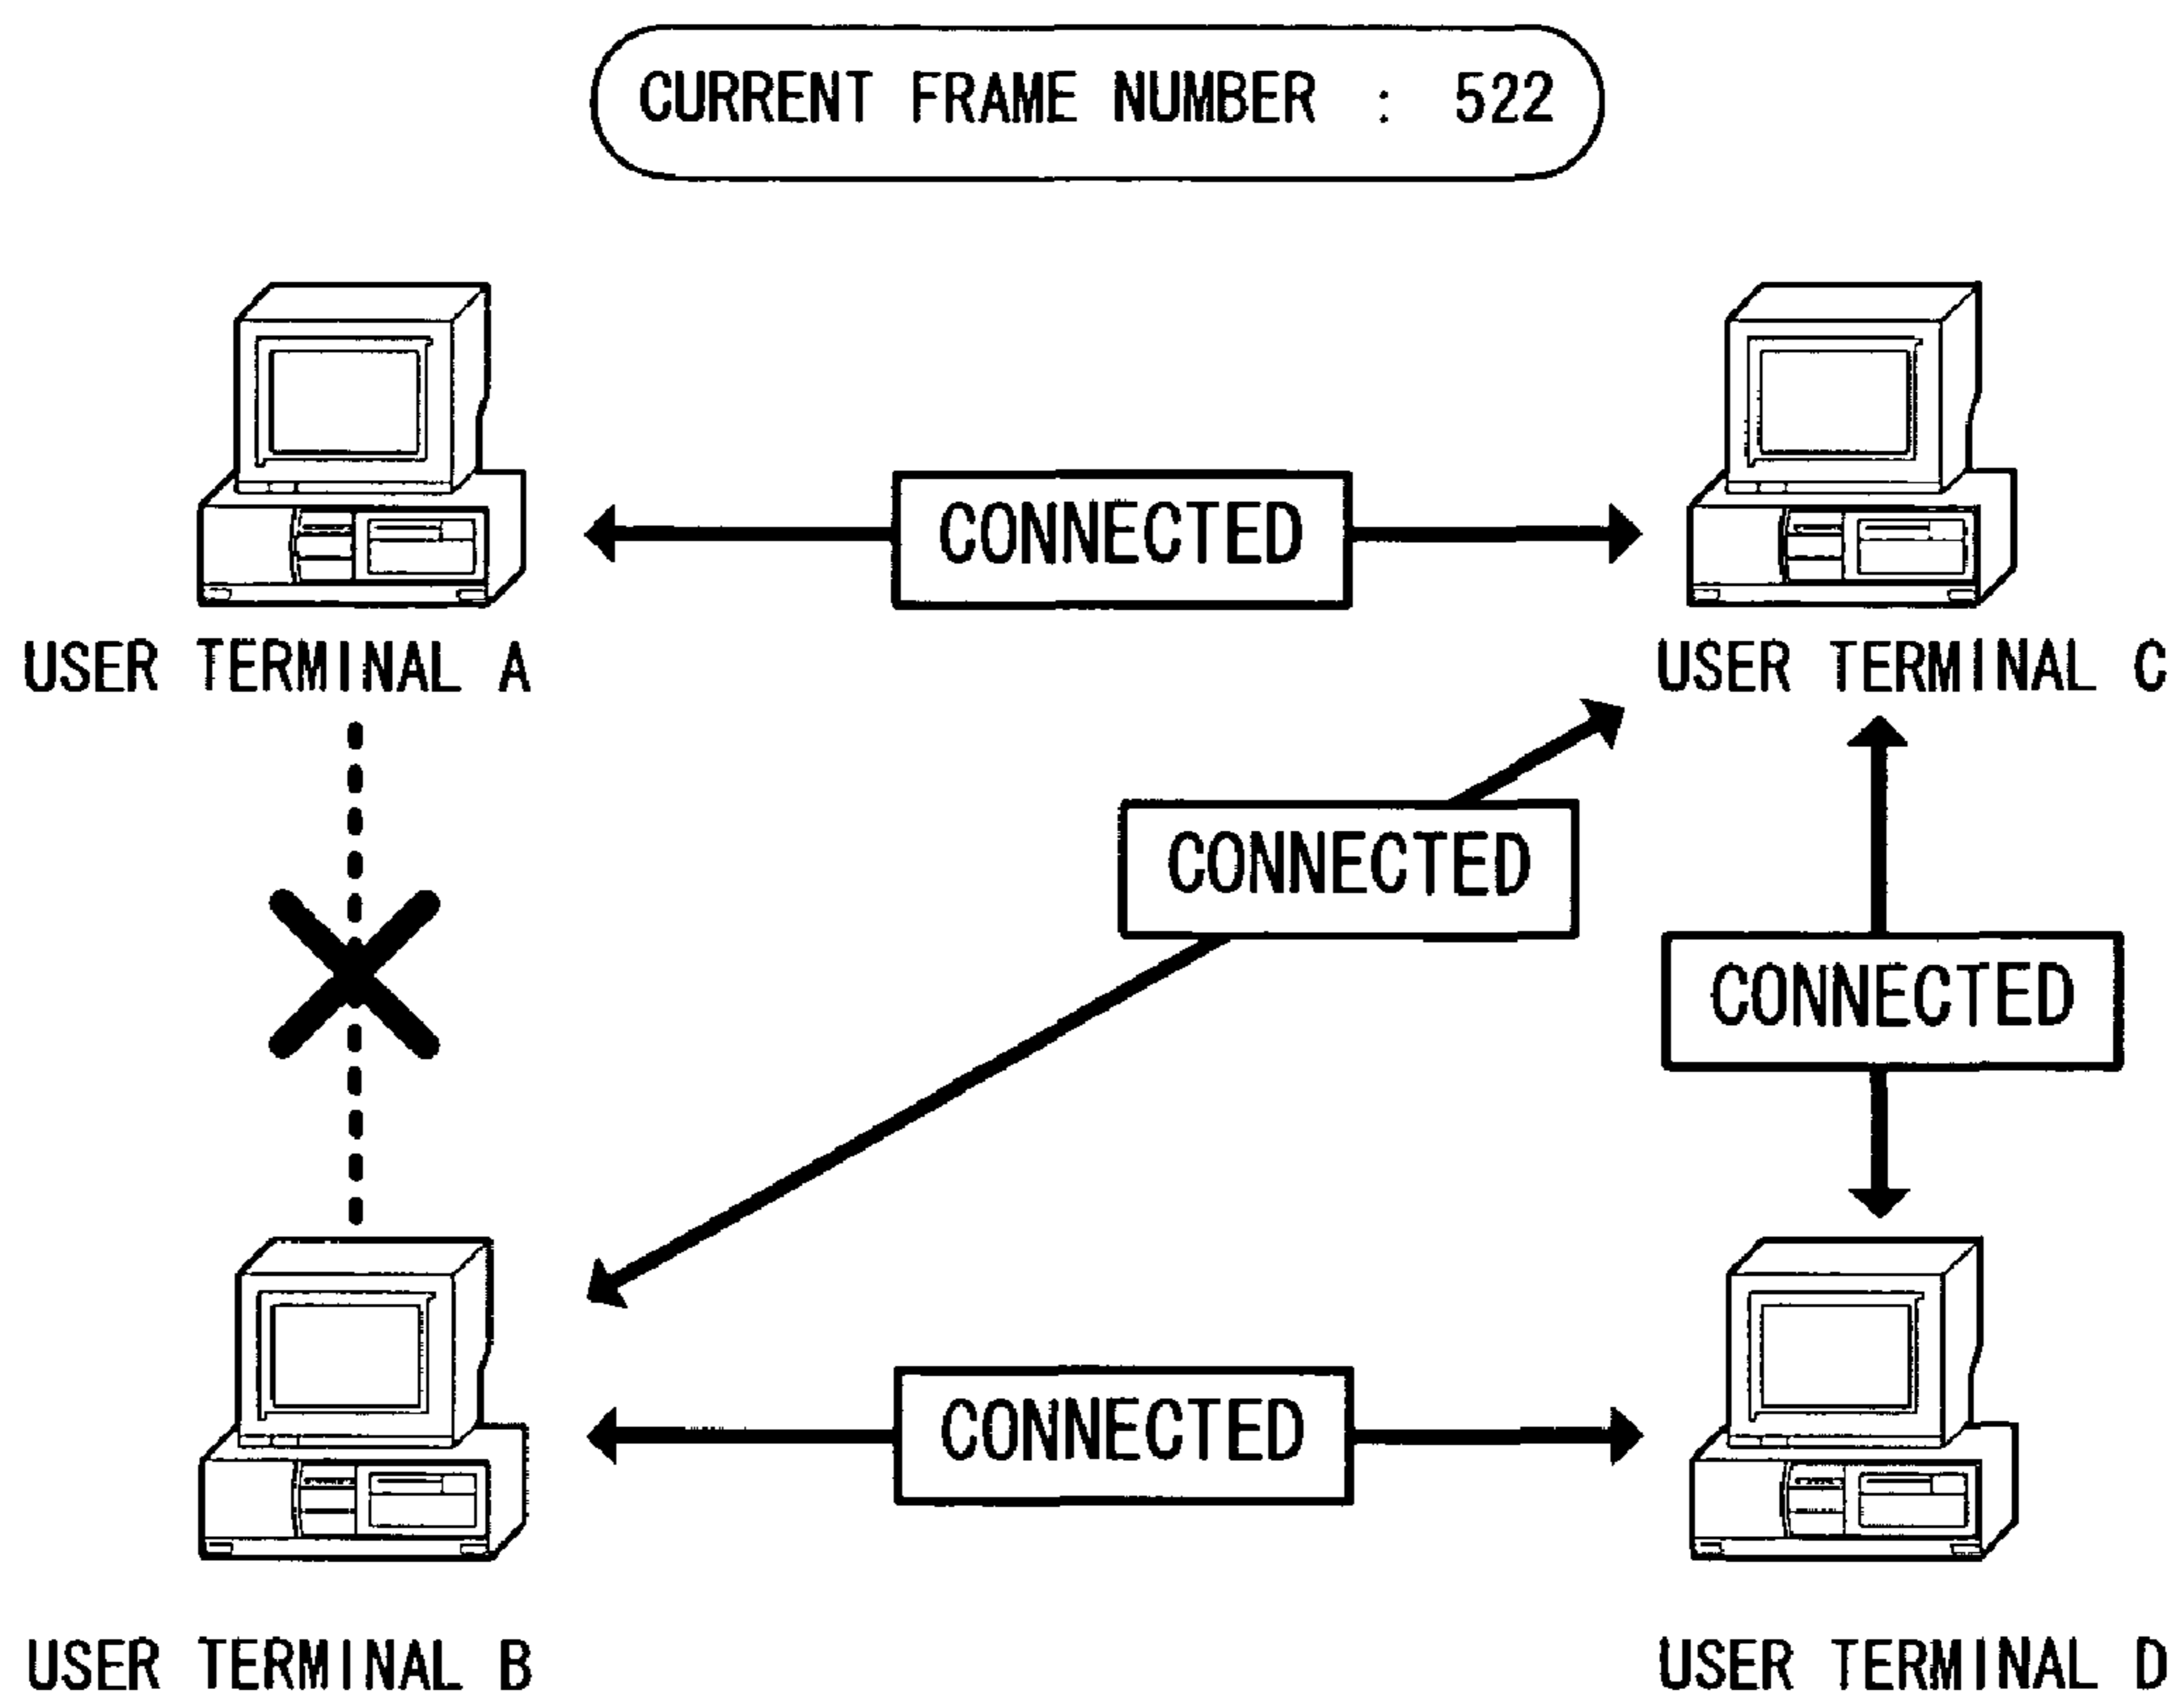 CURRENT FRAME NUMBER : 522
CONNECTED
USER TERMINAL A
USER TERMINAL C
CONNECTED
CONNECTED
CONNECTED
USER TERMINAL B
USER TERMINAL D